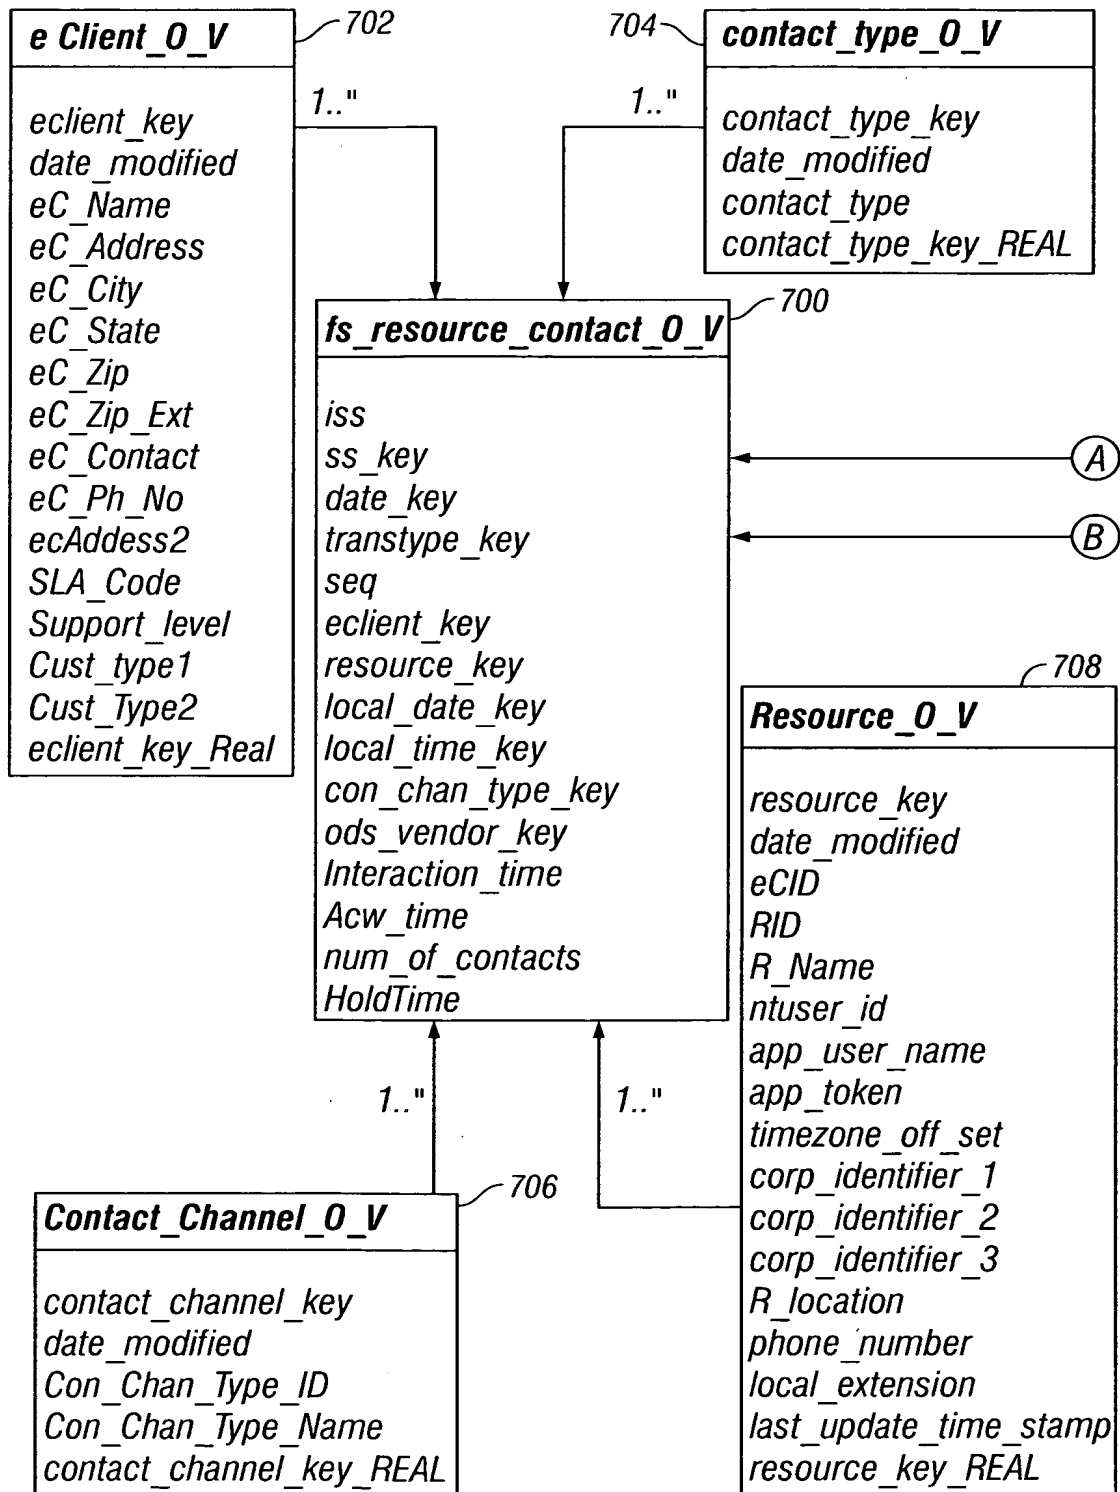 e Client_O_V
702
eclient_key
date_modified
eC_Name
eC_Address
eC_City
eC_State
eC_Zip
eC_Zip_Ext
eC_Contact
eC_Ph_No
ecAddess2
SLA_Code
Support_level
Cust_type1
Cust_Type2
eclient_key_Real
1.."
704
contact_type_O_V
contact_type_key
date_modified
contact_type
contact_type_key_REAL
1.."
700
fs_resource_contact_O_V
iss
ss_key
date_key
transtype_key
seq
eclient_key
resource_key
local_date_key
local_time_key
con_chan_type_key
ods_vendor_key
Interaction_time
Acw_time
num_of_contacts
HoldTime
A
B
708
Resource_O_V
resource_key
date_modified
eCID
RID
R_Name
ntuser_id
app_user_name
app_token
timezone_off_set
corp_identifier_1
corp_identifier_2
corp_identifier_3
R_location
phone_number
local_extension
last_update_time_stamp
resource_key_REAL
1.."
1.."
706
Contact_Channel_O_V
contact_channel_key
date_modified
Con_Chan_Type_ID
Con_Chan_Type_Name
contact_channel_key_REAL